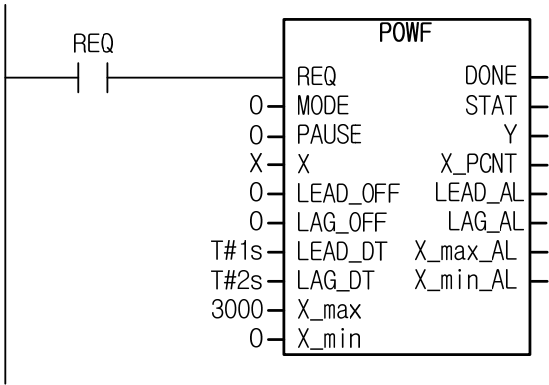 REQ
POWF
REQ DONE
0 MODE STAT
0 PAUSE Y
X X X_PCNT
0 LEAD_OFF LEAD_AL
0 LAG_OFF LAG_AL
T#1s LEAD_DT X_max_AL
T#2s LAG_DT X_min_AL
3000 X_max
0 X_min